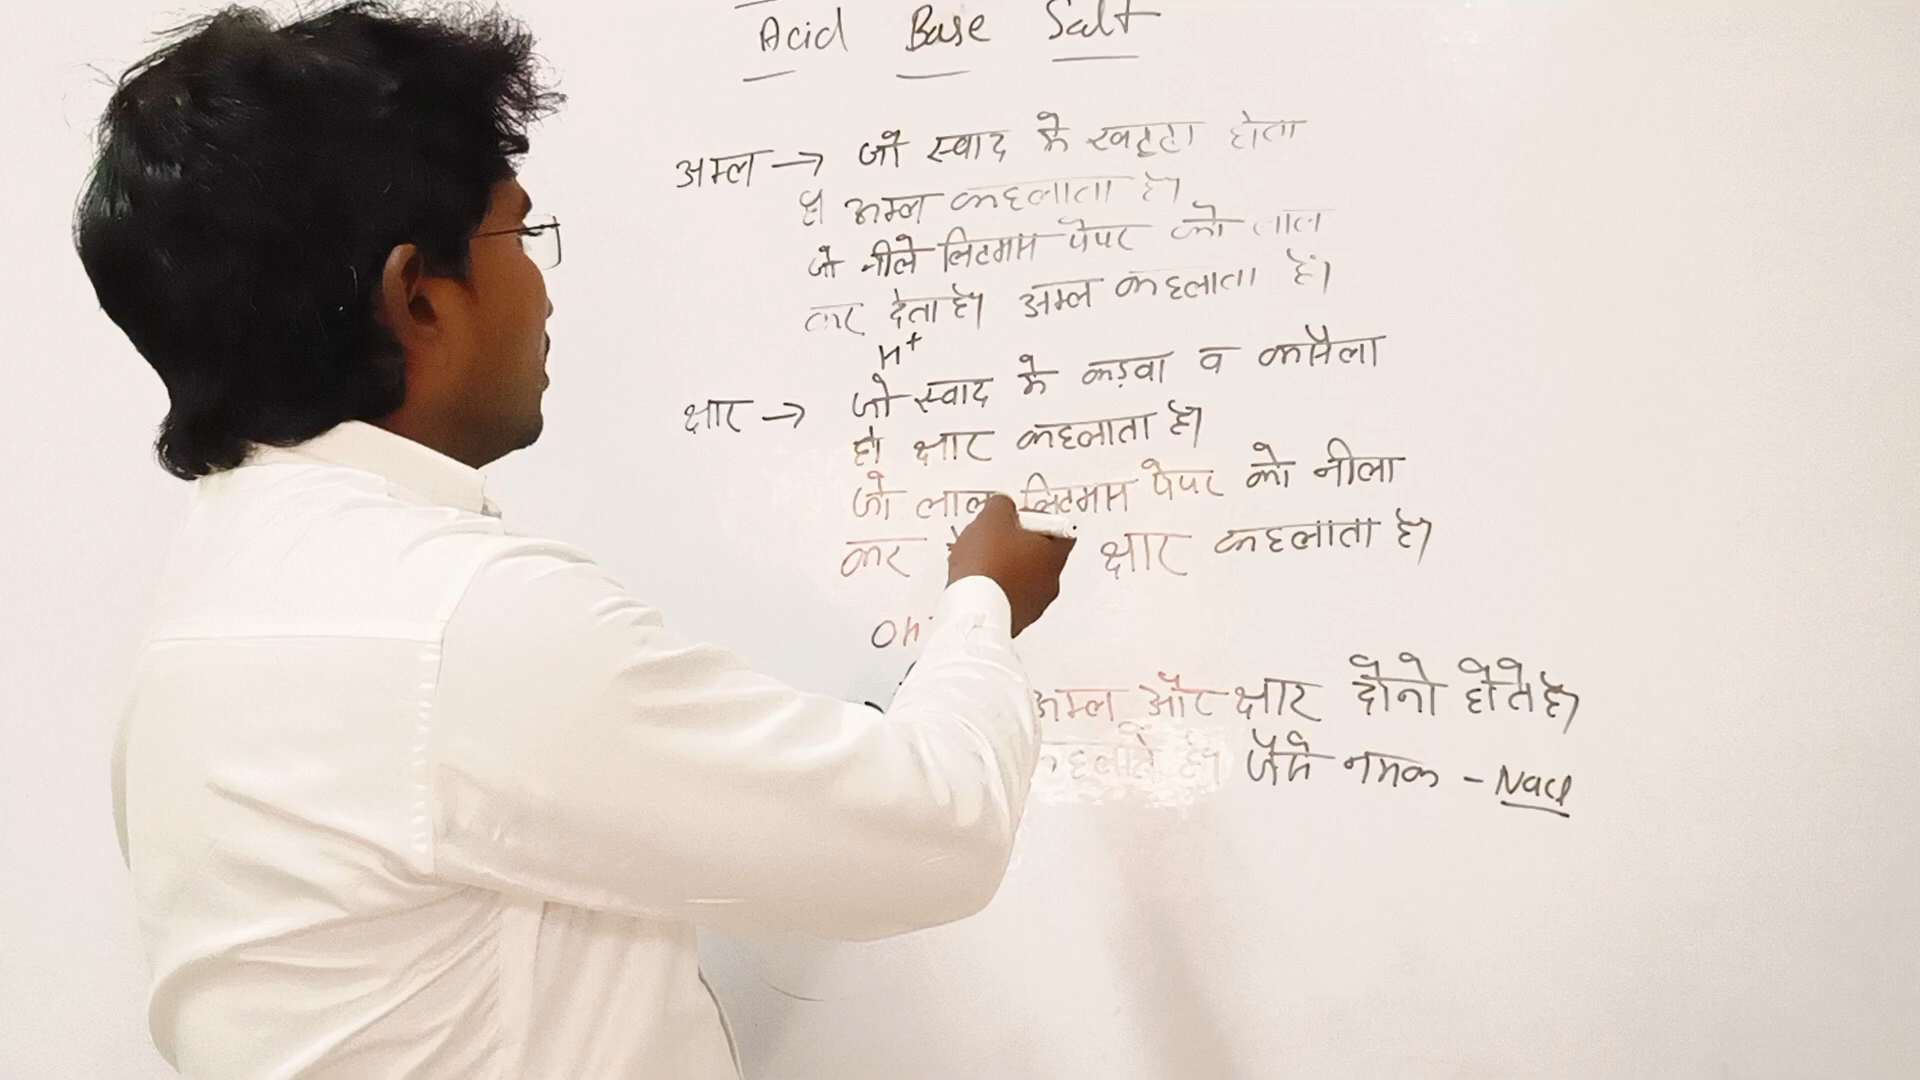 Acid Base Salt
अम्ल → जो स्वाद मे खट्टा होता
है अम्ल कहलाता है।
जो नीले लिटमस पेपर को लाल
कर देता है। अम्ल कहलाता है।
H+
क्षार → जो स्वाद मे कड़वा व कसैला
हो क्षार कहलाता है।
जो लाल लिटमस पेपर को नीला
कर क्षार कहलाता है।
OH
अम्ल और क्षार दोनो होते है।
कहलाते है। जैसे नमक - Nacl